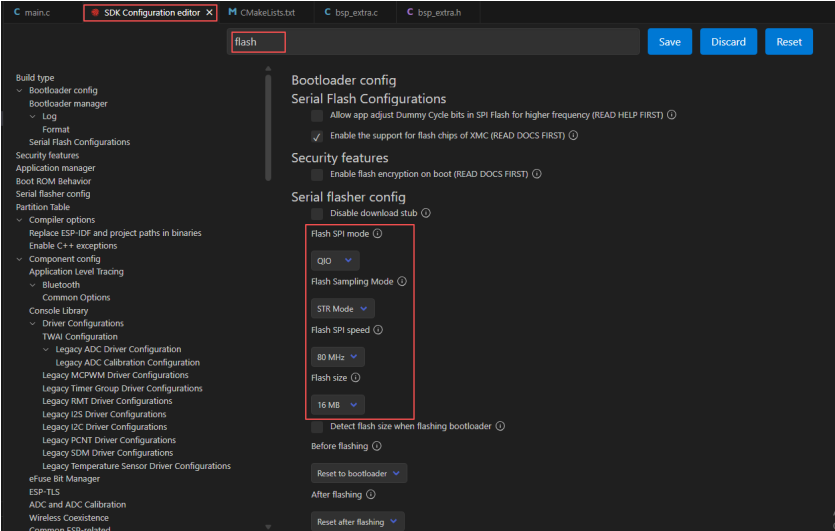 main.c
SDK Configuration editor
CMakeLists.txt
bsp_extra.c
bsp_extra.h
flash
Save
Discard
Reset
Build type
Bootloader config
Bootloader manager
Log
Format
Serial Flash Configurations
Security features
Application manager
Boot ROM Behavior
Serial flasher config
Partition Table
Compiler options
Replace ESP-IDF and project paths in binaries
Enable C++ exceptions
Component config
Application Level Tracing
Bluetooth
Common Options
Console Library
Driver Configurations
TWAI Configuration
Legacy ADC Driver Configuration
Legacy ADC Calibration Configuration
Legacy MCPWM Driver Configurations
Legacy Timer Group Driver Configurations
Legacy RMT Driver Configurations
Legacy I2S Driver Configurations
Legacy I2C Driver Configurations
Legacy PCNT Driver Configurations
Legacy SDM Driver Configurations
Legacy Temperature Sensor Driver Configurations
eFuse Bit Manager
ESP-TLS
ADC and ADC Calibration
Wireless Coexistence
Common ESP-related
Bootloader config
Serial Flash Configurations
Allow app adjust Dummy Cycle bits in SPI Flash for higher frequency (READ HELP FIRST)
Enable the support for flash chips of XMC (READ DOCS FIRST)
Security features
Enable flash encryption on boot (READ DOCS FIRST)
Serial flasher config
Disable download stub
Flash SPI mode
QIO
Flash Sampling Mode
STR Mode
Flash SPI speed
80 MHz
Flash size
16 MB
Detect flash size when flashing bootloader
Before flashing
Reset to bootloader
After flashing
Reset after flashing